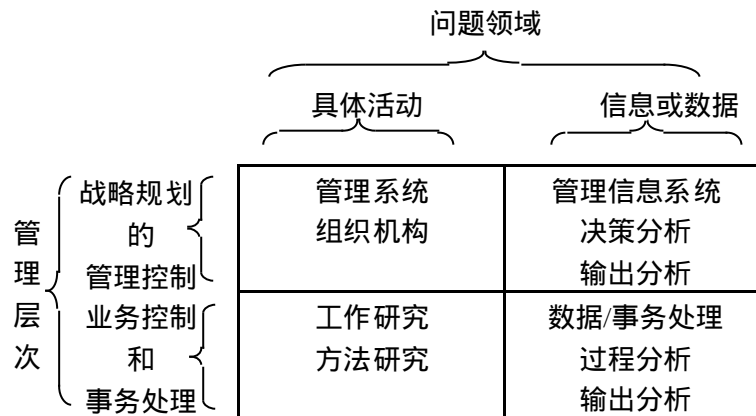 问题领域
具体活动 信息或数据
管理层次
战略规划 管理系统 管理信息系统
的 组织机构 决策分析
管理控制 输出分析
业务控制 工作研究 数据/事务处理
和 方法研究 过程分析
事务处理 输出分析